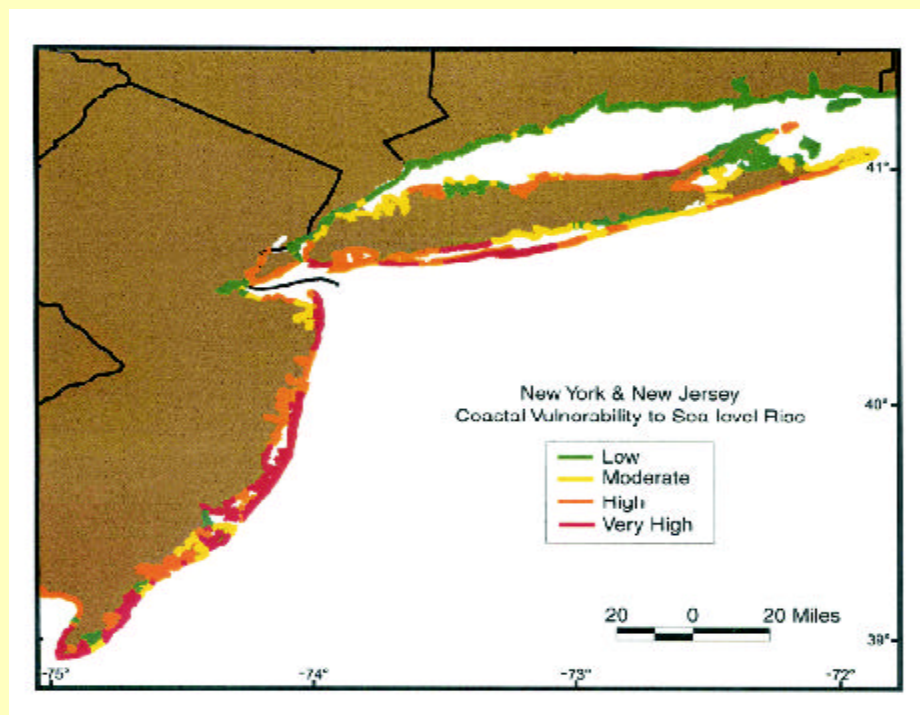 41°
New York & New Jersey
Coastal Vulnerability to Sea-level Rise
40°
Low
Moderate
High
Very High
20 0 20 Miles
39°
-75° -74° -73° -72°